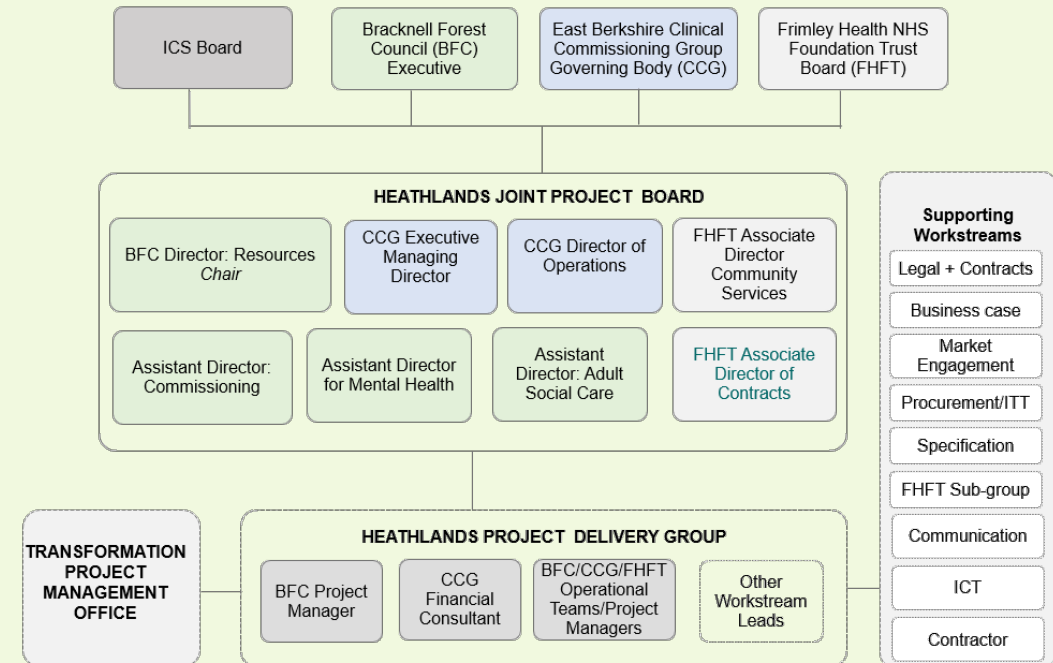 ICS Board
Bracknell Forest
Council (BFC)
Executive
East Berkshire Clinical
Commissioning Group
Governing Body (CCG)
Frimley Health NHS
Foundation Trust
Board (FHFT)
HEATHLANDS JOINT PROJECT BOARD
BFC Director: Resources
Chair
CCG Executive
Managing
Director
CCG Director of
Operations
FHFT Associate
Director
Community
Services
Assistant Director:
Commissioning
Assistant Director
for Mental Health
Assistant
Director: Adult
Social Care
FHFT Associate
Director of
Contracts
Supporting
Workstreams
Legal + Contracts
Business case
Market
Engagement
Procurement/ITT
Specification
FHFT Sub-group
Communication
ICT
Contractor
TRANSFORMATION
PROJECT
MANAGEMENT
OFFICE
HEATHLANDS PROJECT DELIVERY GROUP
BFC Project
Manager
CCG
Financial
Consultant
BFC/CCG/FHFT
Operational
Teams/Project
Managers
Other
Workstream
Leads